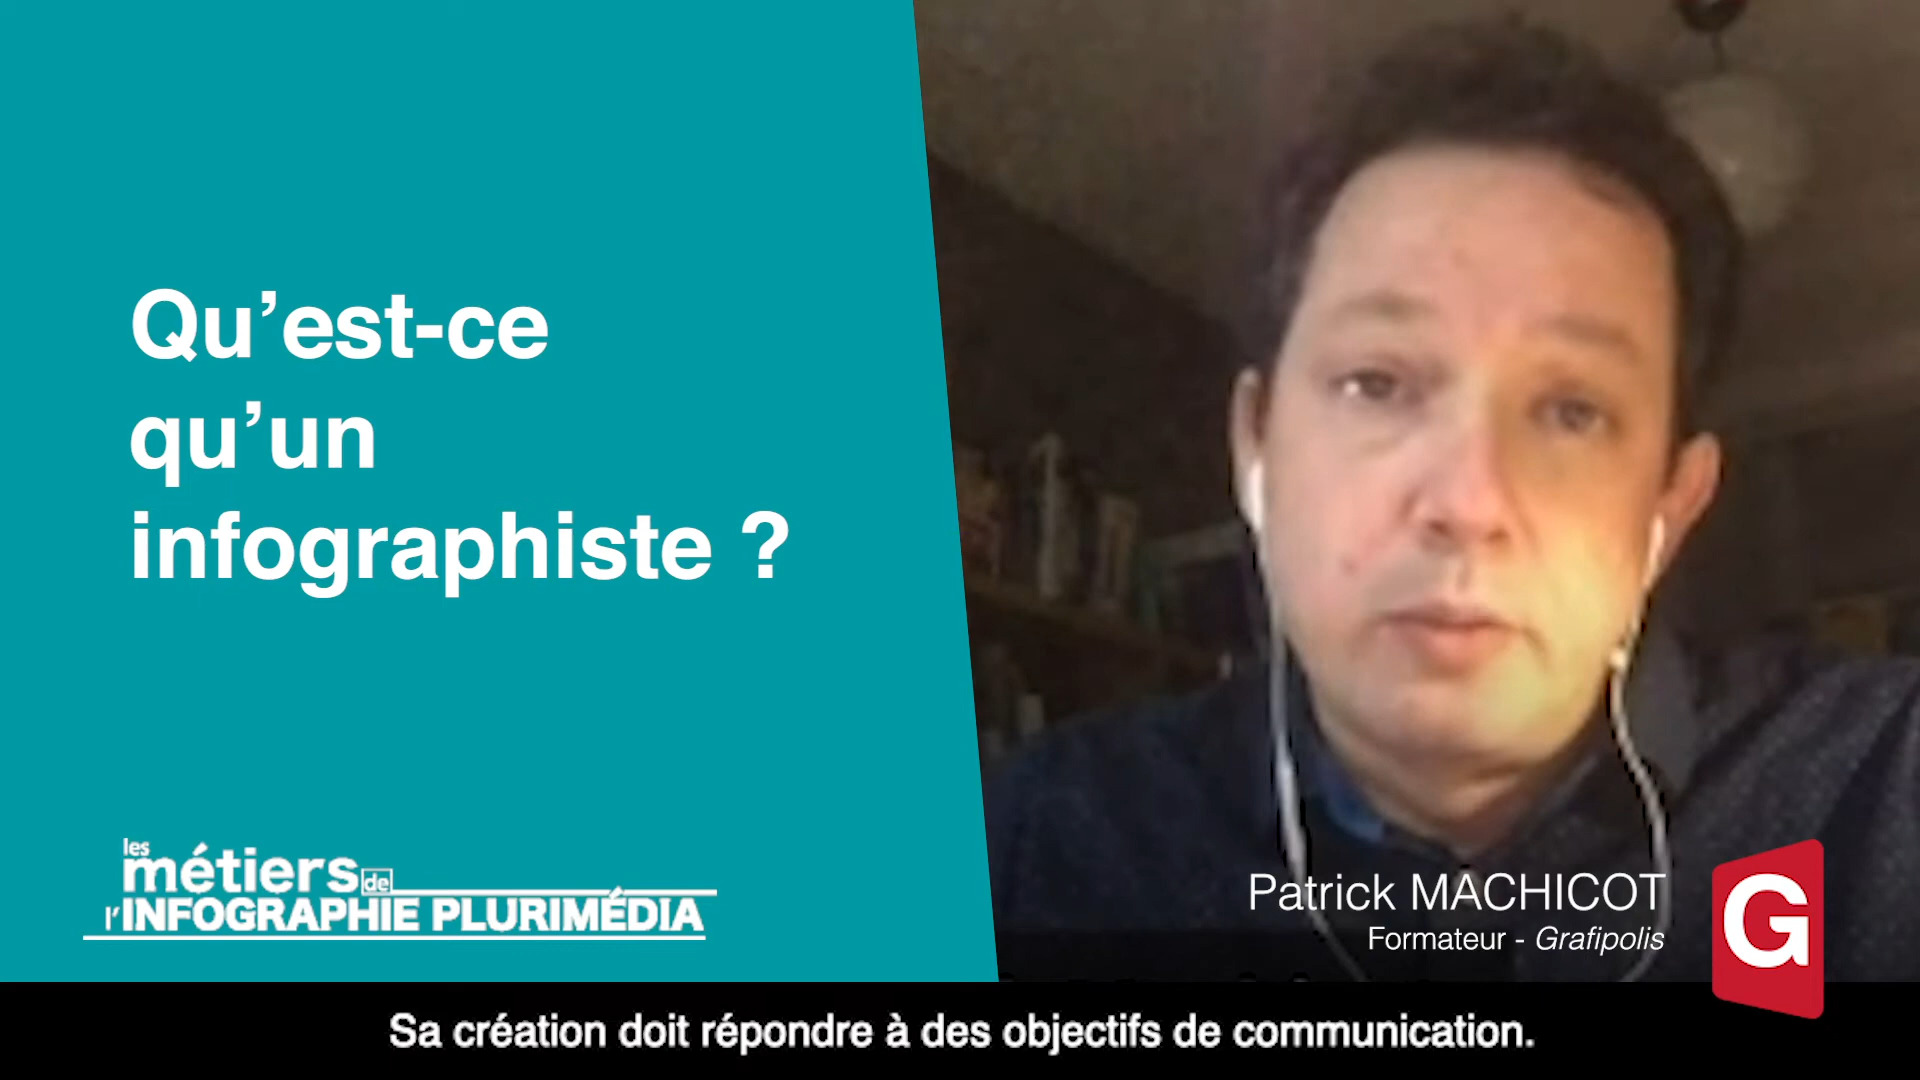 Qu’est-ce
qu’un
infographiste ?
les
métiers de
l’INFOGRAPHIE PLURIMÉDIA
Patrick MACHICOT
Formateur - Grafipolis
G
Sa création doit répondre à des objectifs de communication.